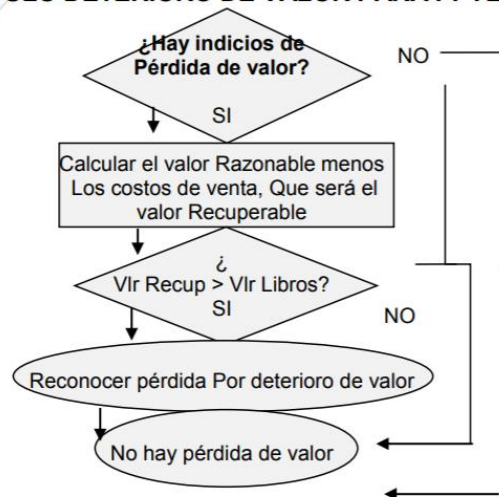 ¿Hay indicios de
Pérdida de valor?
NO
SI
Calcular el valor Razonable menos
Los costos de venta, Que será el
valor Recuperable
¿
Vlr Recup > Vlr Libros?
SI
NO
Reconocer pérdida Por deterioro de valor
No hay pérdida de valor